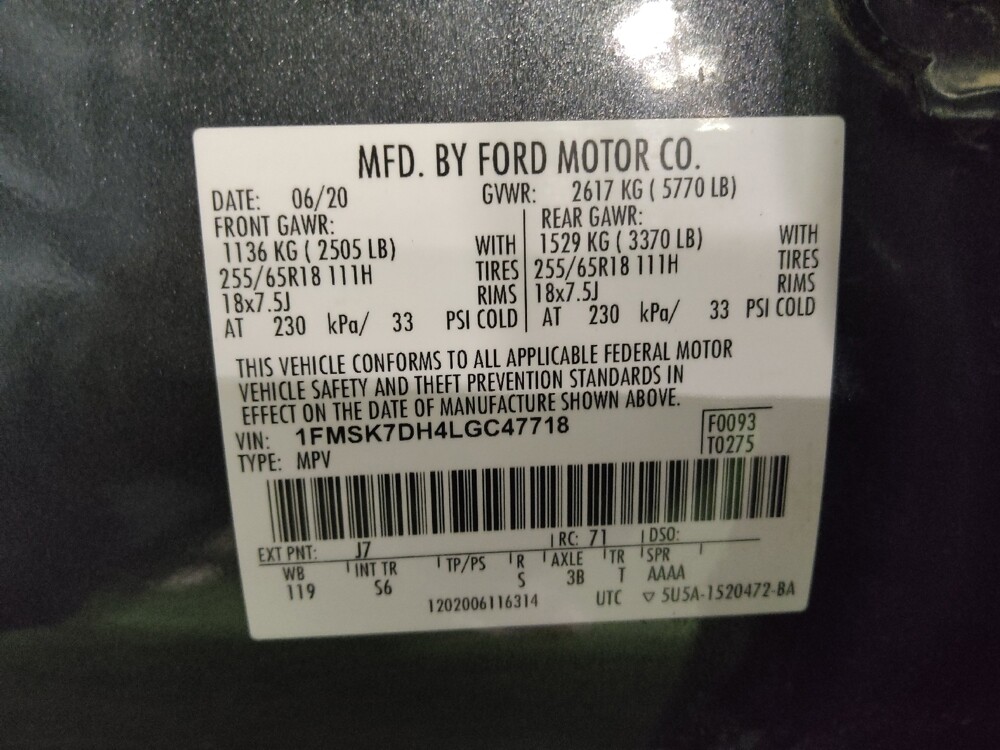 MFD. BY FORD MOTOR CO.
DATE: 06/20 GVWR: 2617 KG ( 5770 LB)
FRONT GAWR:
1136 KG ( 2505 LB) WITH
255/65R18 111H TIRES
18x7.5J RIMS
AT 230 kPa/ 33 PSI COLD
REAR GAWR:
1529 KG ( 3370 LB) WITH
255/65R18 111H TIRES
18x7.5J RIMS
AT 230 kPa/ 33 PSI COLD
THIS VEHICLE CONFORMS TO ALL APPLICABLE FEDERAL MOTOR
VEHICLE SAFETY AND THEFT PREVENTION STANDARDS IN
EFFECT ON THE DATE OF MANUFACTURE SHOWN ABOVE.
VIN: 1FMSK7DH4LGC47718
TYPE: MPV
F0093
T0275
EXT PNT: J7 RC: 71 DSO:
WB INT TR TP/PS R AXLE TR SPR
119 S6 S 3B T AAAA
1202006116314 UTC ▽ 5U5A-1520472-BA